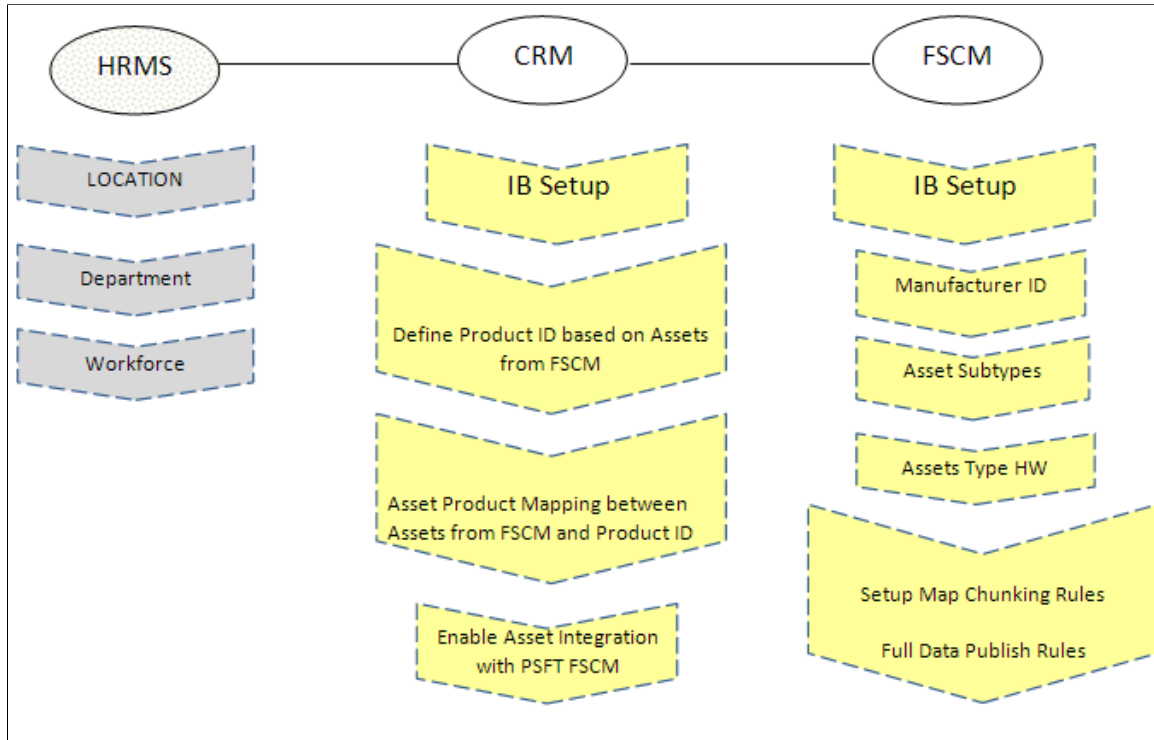 HRMS
CRM
FSCM
LOCATION
Department
Workforce
IB Setup
Define Product ID based on Assets
from FSCM
Asset Product Mapping between
Assets from FSCM and Product ID
Enable Asset Integration
with PSFT FSCM
IB Setup
Manufacturer ID
Asset Subtypes
Assets Type HW
Setup Map Chunking Rules
Full Data Publish Rules